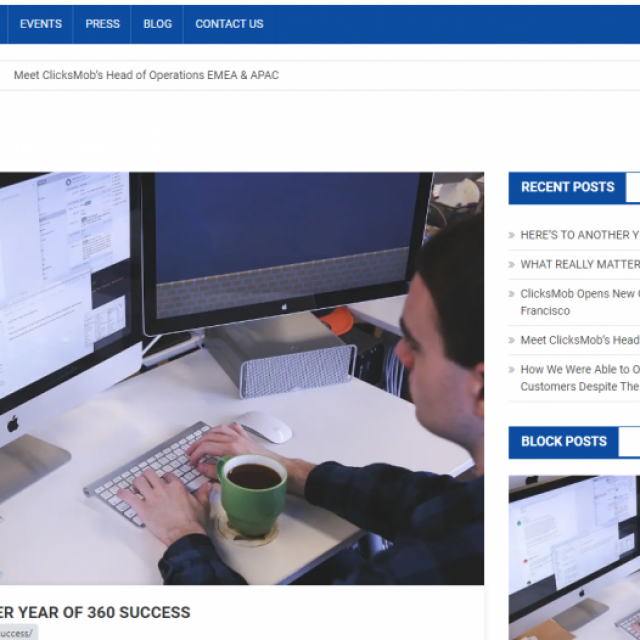 EVENTS
PRESS
BLOG
CONTACT US
Meet ClicksMob's Head of Operations EMEA & APAC
RECENT POSTS
HERE'S TO ANOTHER Y
WHAT REALLY MATTER
ClicksMob Opens New
Francisco
Meet ClicksMob's Head
How We Were Able to O
Customers Despite The
BLOCK POSTS
ER YEAR OF 360 SUCCESS
uccess/